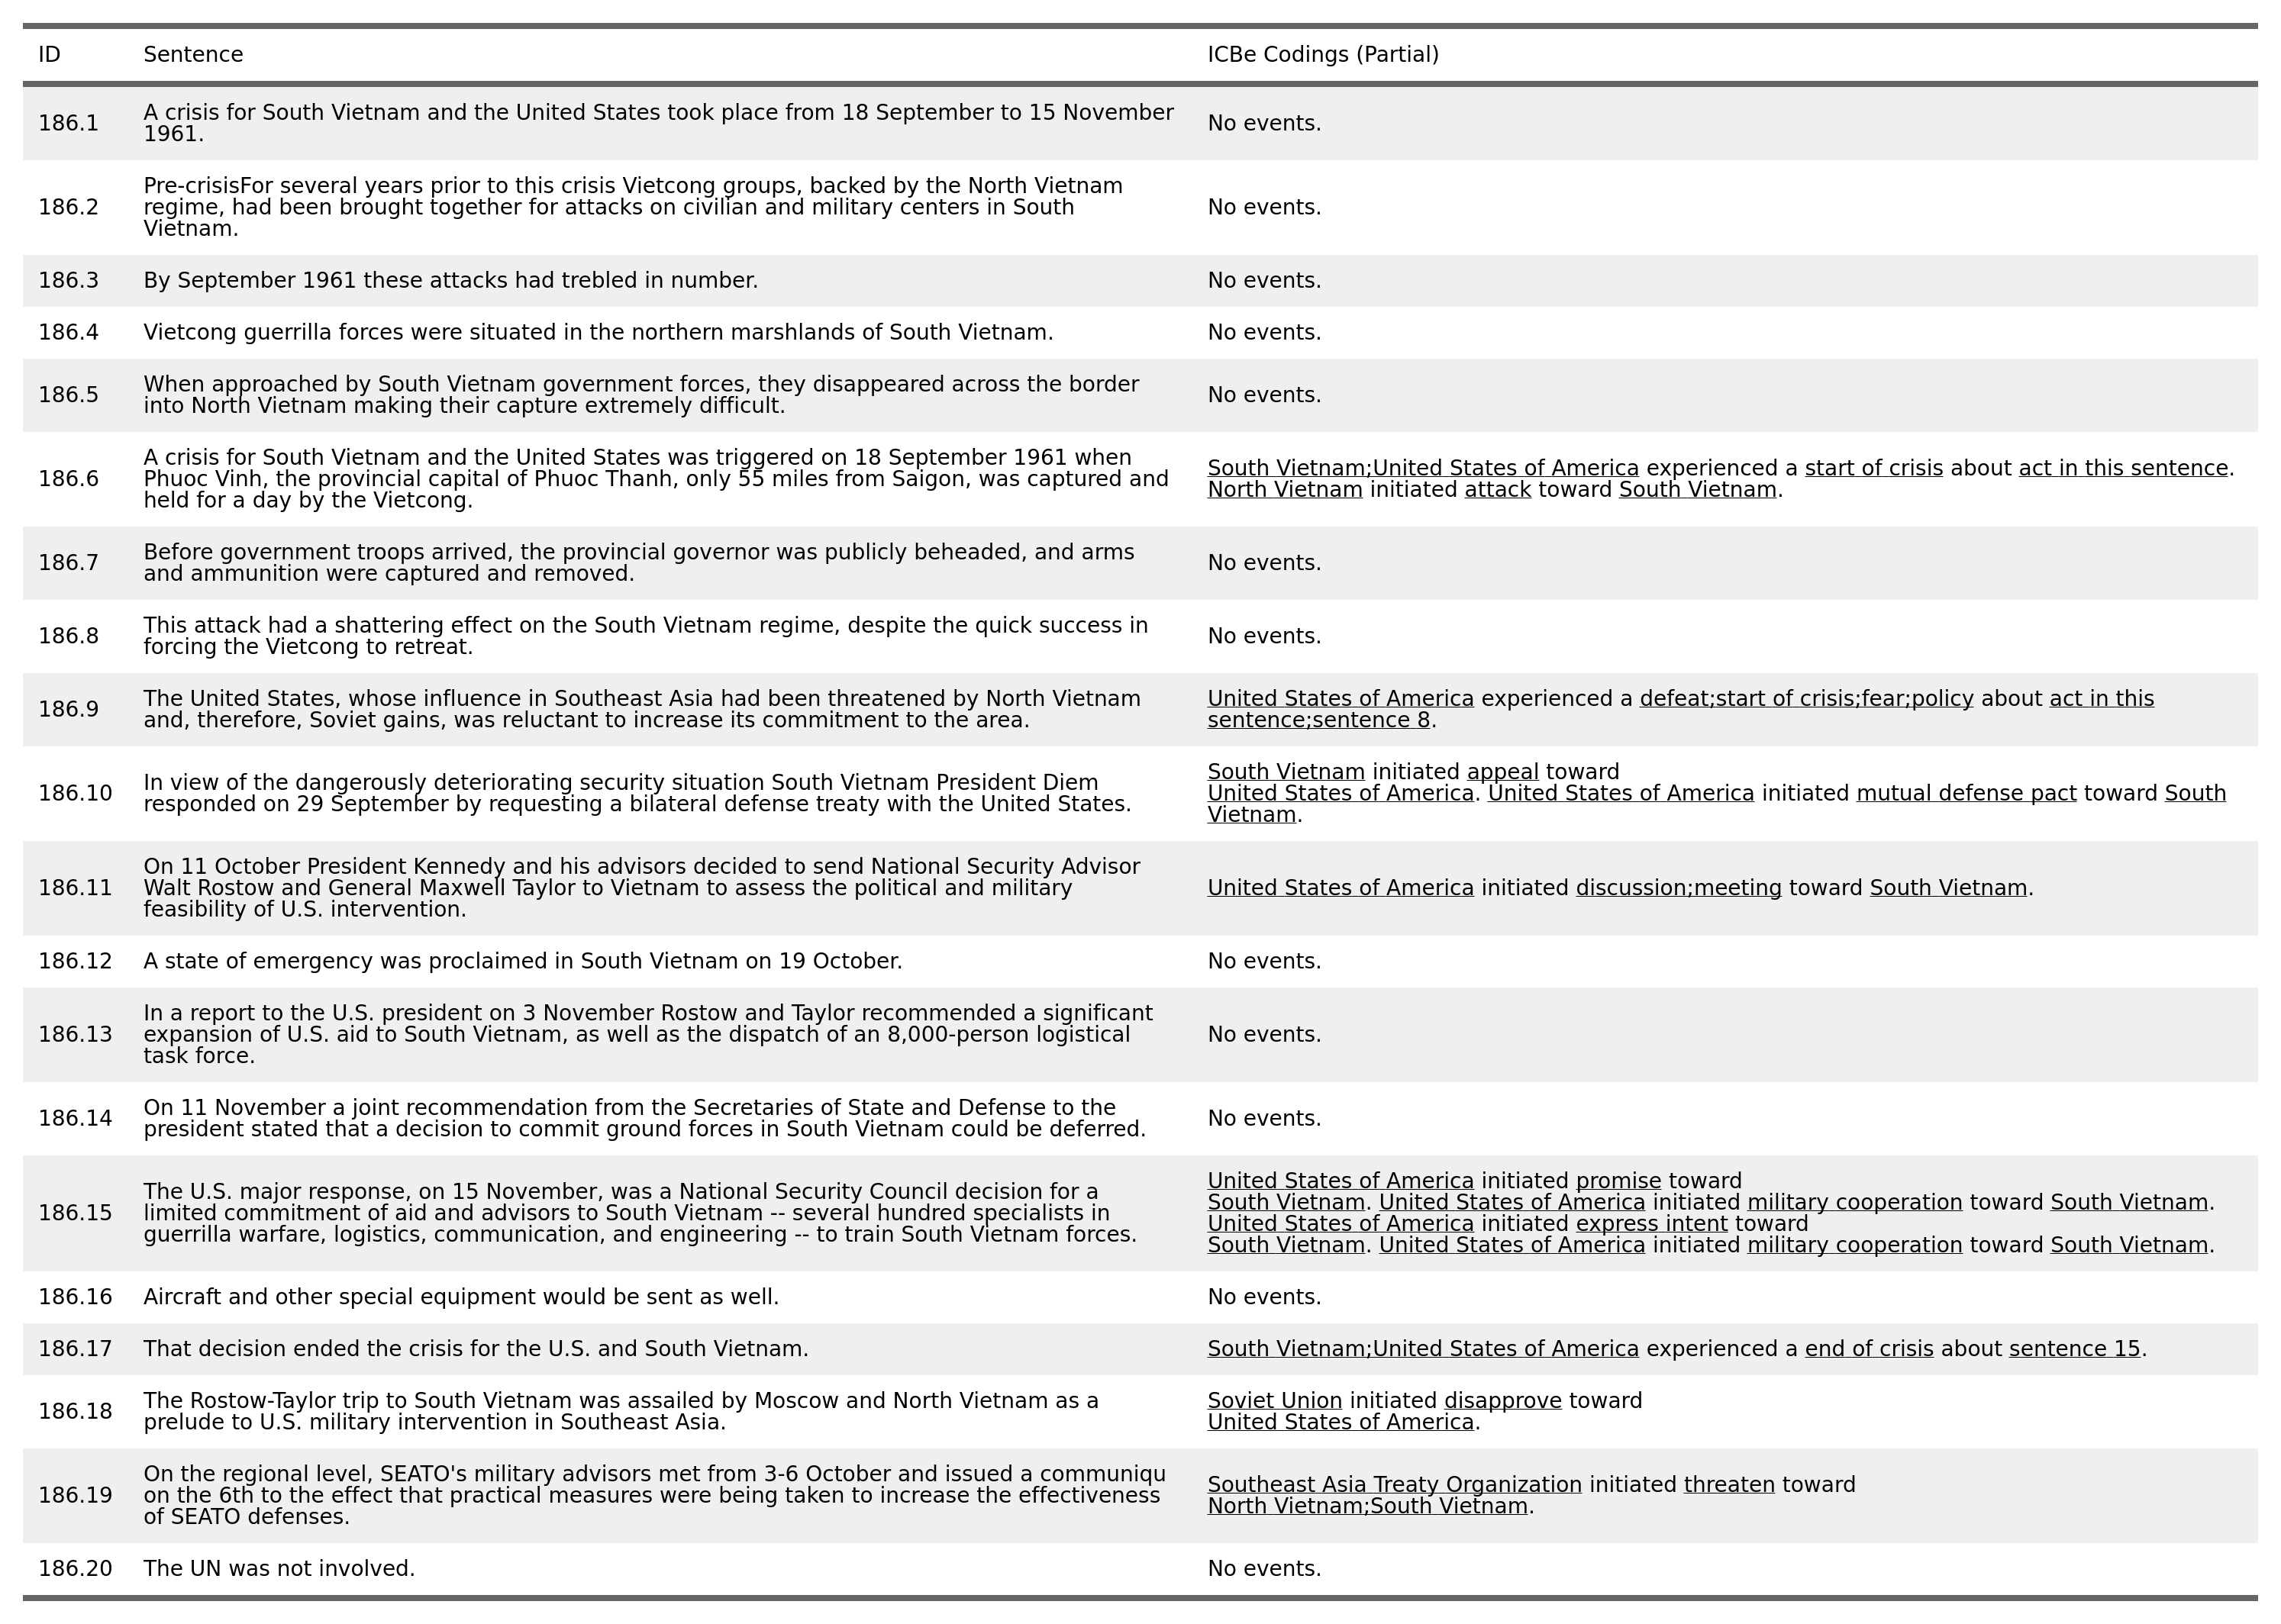 ID Sentence ICBe Codings (Partial)
186.1 A crisis for South Vietnam and the United States took place from 18 September to 15 November
1961. No events.
186.2 Pre-crisisFor several years prior to this crisis Vietcong groups, backed by the North Vietnam
regime, had been brought together for attacks on civilian and military centers in South
Vietnam. No events.
186.3 By September 1961 these attacks had trebled in number. No events.
186.4 Vietcong guerrilla forces were situated in the northern marshlands of South Vietnam. No events.
186.5 When approached by South Vietnam government forces, they disappeared across the border
into North Vietnam making their capture extremely difficult. No events.
186.6 A crisis for South Vietnam and the United States was triggered on 18 September 1961 when
Phuoc Vinh, the provincial capital of Phuoc Thanh, only 55 miles from Saigon, was captured and
held for a day by the Vietcong.
South Vietnam;United States of America experienced a start of crisis about act in this sentence.
North Vietnam initiated attack toward South Vietnam.
186.7 Before government troops arrived, the provincial governor was publicly beheaded, and arms
and ammunition were captured and removed. No events.
186.8 This attack had a shattering effect on the South Vietnam regime, despite the quick success in
forcing the Vietcong to retreat. No events.
186.9 The United States, whose influence in Southeast Asia had been threatened by North Vietnam
and, therefore, Soviet gains, was reluctant to increase its commitment to the area.
United States of America experienced a defeat;start of crisis;fear;policy about act in this
sentence;sentence 8.
186.10 In view of the dangerously deteriorating security situation South Vietnam President Diem
responded on 29 September by requesting a bilateral defense treaty with the United States.
South Vietnam initiated appeal toward
United States of America. United States of America initiated mutual defense pact toward South
Vietnam.
186.11 On 11 October President Kennedy and his advisors decided to send National Security Advisor
Walt Rostow and General Maxwell Taylor to Vietnam to assess the political and military
feasibility of U.S. intervention.
United States of America initiated discussion;meeting toward South Vietnam.
186.12 A state of emergency was proclaimed in South Vietnam on 19 October. No events.
186.13 In a report to the U.S. president on 3 November Rostow and Taylor recommended a significant
expansion of U.S. aid to South Vietnam, as well as the dispatch of an 8,000-person logistical
task force. No events.
186.14 On 11 November a joint recommendation from the Secretaries of State and Defense to the
president stated that a decision to commit ground forces in South Vietnam could be deferred. No events.
186.15 The U.S. major response, on 15 November, was a National Security Council decision for a
limited commitment of aid and advisors to South Vietnam -- several hundred specialists in
guerrilla warfare, logistics, communication, and engineering -- to train South Vietnam forces.
United States of America initiated promise toward
South Vietnam. United States of America initiated military cooperation toward South Vietnam.
United States of America initiated express intent toward
South Vietnam. United States of America initiated military cooperation toward South Vietnam.
186.16 Aircraft and other special equipment would be sent as well. No events.
186.17 That decision ended the crisis for the U.S. and South Vietnam. South Vietnam;United States of America experienced a end of crisis about sentence 15.
186.18 The Rostow-Taylor trip to South Vietnam was assailed by Moscow and North Vietnam as a
prelude to U.S. military intervention in Southeast Asia.
Soviet Union initiated disapprove toward
United States of America.
186.19 On the regional level, SEATO's military advisors met from 3-6 October and issued a communiqu
on the 6th to the effect that practical measures were being taken to increase the effectiveness
of SEATO defenses.
Southeast Asia Treaty Organization initiated threaten toward
North Vietnam;South Vietnam.
186.20 The UN was not involved. No events.